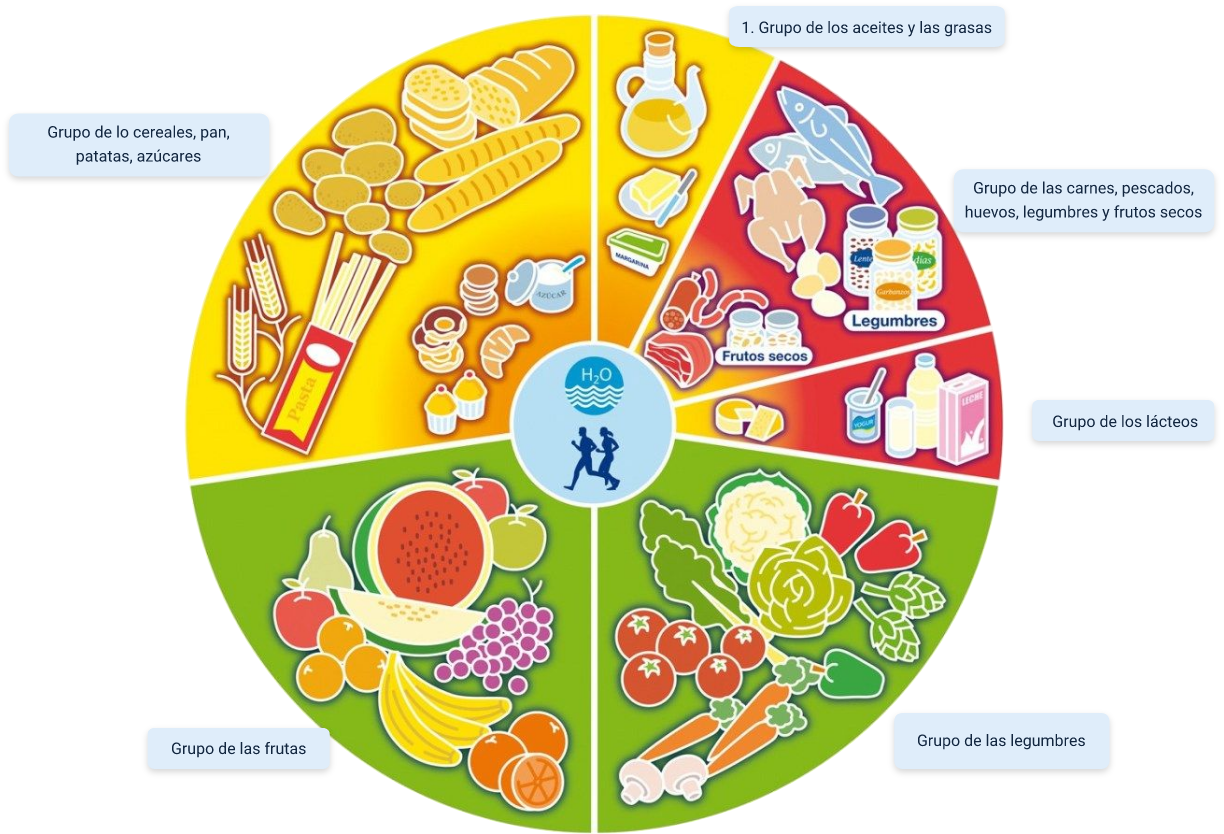 1. Grupo de los aceites y las grasas
Grupo de lo cereales, pan,
patatas, azúcares
Grupo de las carnes, pescados,
huevos, legumbres y frutos secos
Grupo de los lácteos
Grupo de las frutas
Grupo de las legumbres
MARGARINA
Lente
dias
Garbanzos
Legumbres
Frutos secos
AZÚCAR
Pasta
H₂O
YOGUR
LECHE